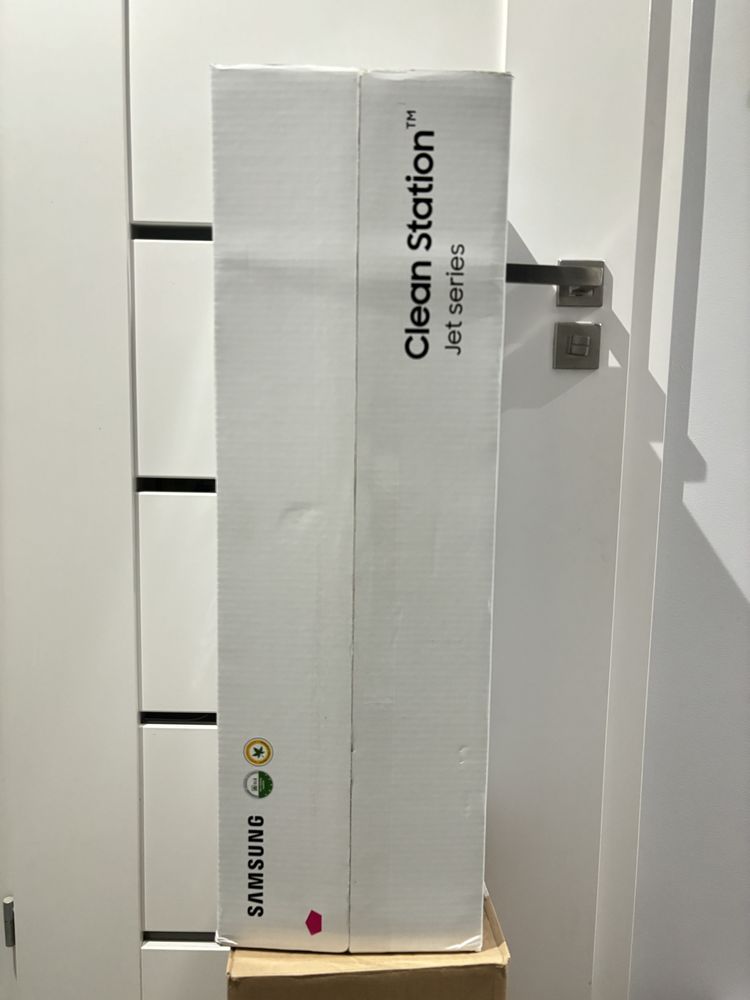 Clean Station™
Jet series
SAMSUNG